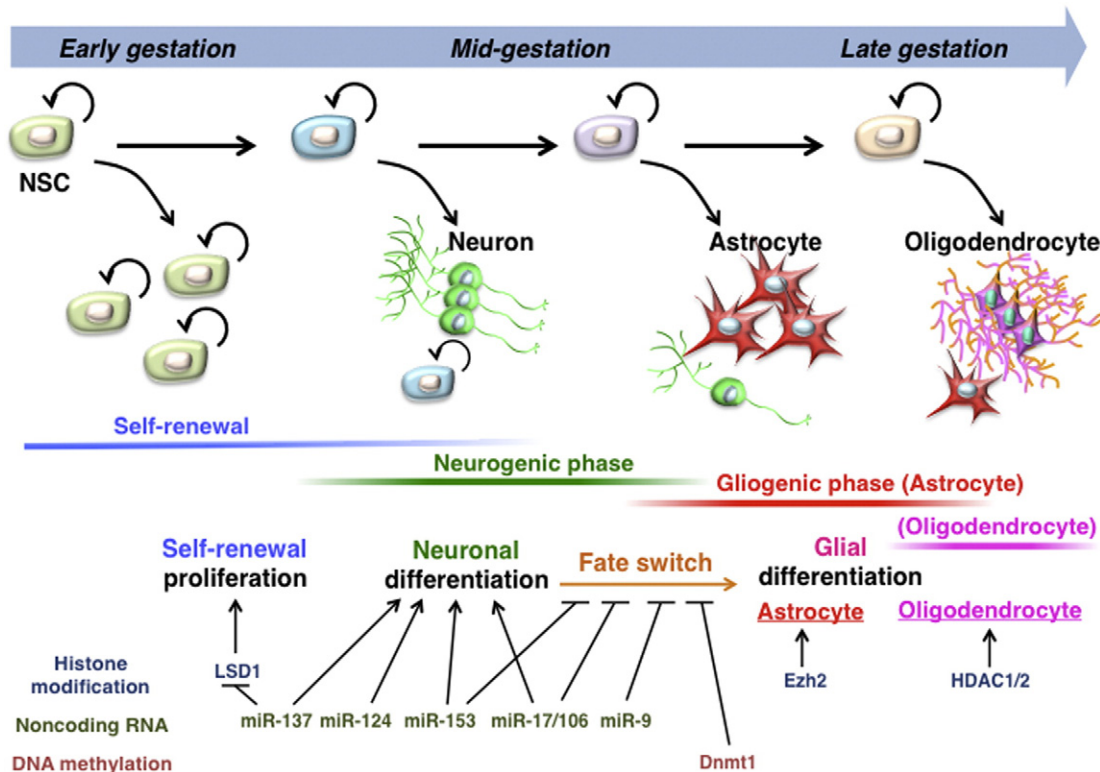 Early gestation
Mid-gestation
Late gestation
NSC
Neuron
Astrocyte
Oligodendrocyte
Self-renewal
Neurogenic phase
Gliogenic phase (Astrocyte)
(Oligodendrocyte)
Self-renewal
proliferation
Neuronal
differentiation
Fate switch
Glial
differentiation
Astrocyte
Oligodendrocyte
Histone
modification
LSD1
Ezh2
HDAC1/2
Noncoding RNA
miR-137
miR-124
miR-153
miR-17/106
miR-9
DNA methylation
Dnmt1